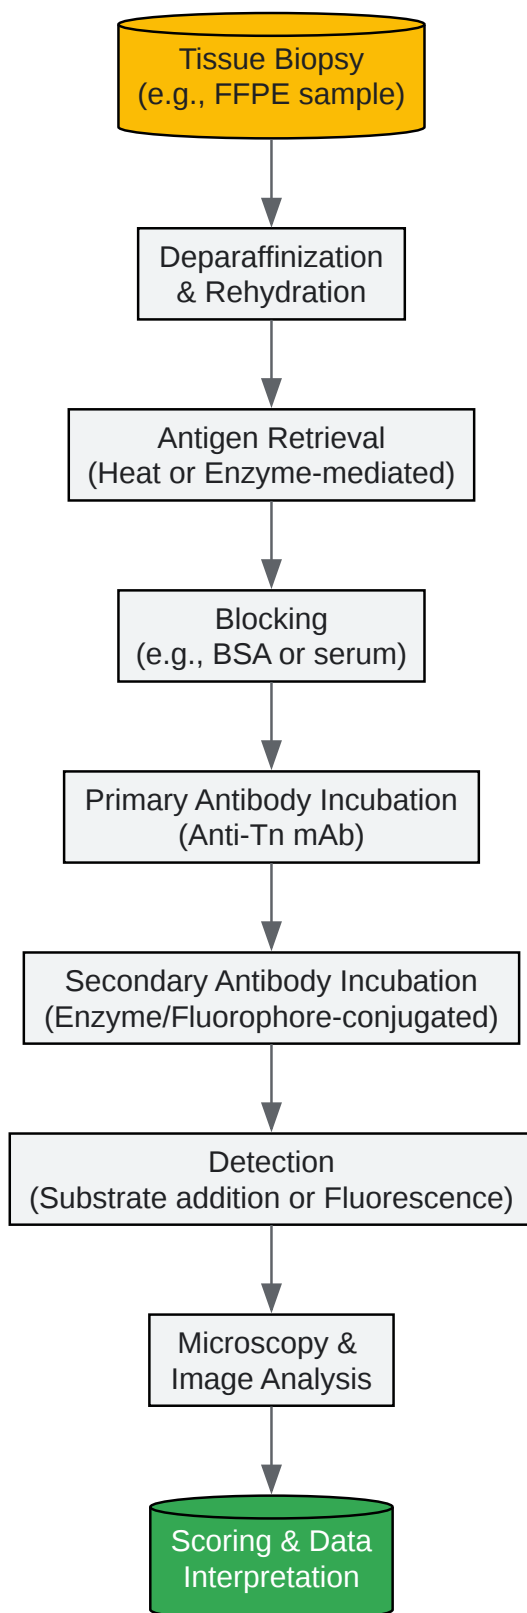 Tissue Biopsy
(e.g., FFPE sample)
Deparaffinization
& Rehydration
Antigen Retrieval
(Heat or Enzyme-mediated)
Blocking
(e.g., BSA or serum)
Primary Antibody Incubation
(Anti-Tn mAb)
Secondary Antibody Incubation
(Enzyme/Fluorophore-conjugated)
Detection
(Substrate addition or Fluorescence)
Microscopy &
Image Analysis
Scoring & Data
Interpretation